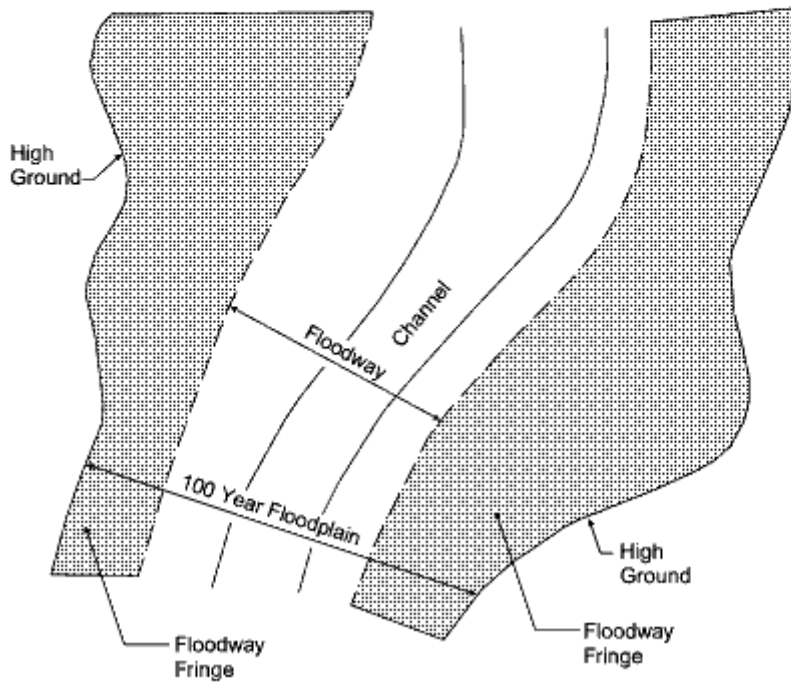 High
Ground
Channel
Floodway
100 Year Floodplain
High
Ground
Floodway
Fringe
Floodway
Fringe